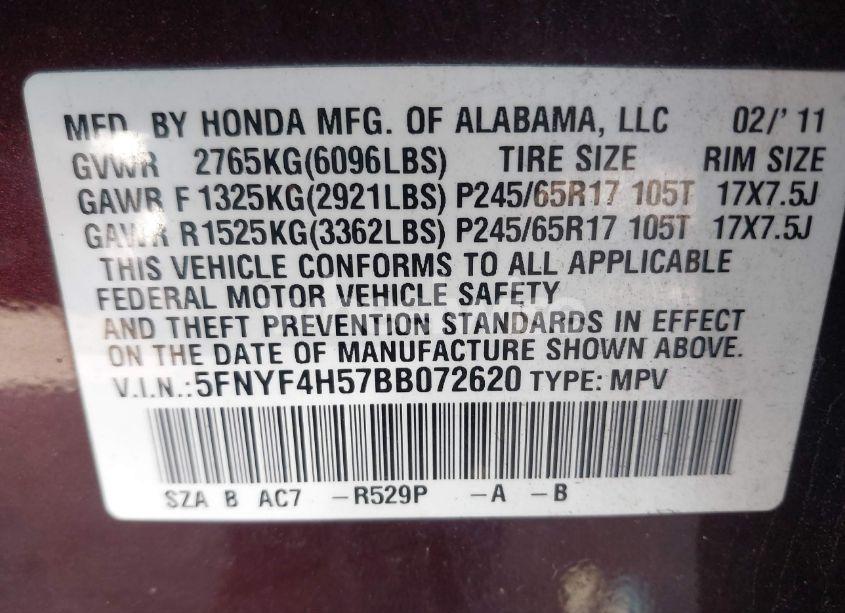 MFD. BY HONDA MFG. OF ALABAMA, LLC 02/'11
GVWR 2765KG(6096LBS) TIRE SIZE RIM SIZE
GAWR F 1325KG(2921LBS) P245/65R17 105T 17X7.5J
GAWR R1525KG(3362LBS) P245/65R17 105T 17X7.5J
THIS VEHICLE CONFORMS TO ALL APPLICABLE
FEDERAL MOTOR VEHICLE SAFETY
AND THEFT PREVENTION STANDARDS IN EFFECT
ON THE DATE OF MANUFACTURE SHOWN ABOVE.
V.I.N.:5FNYF4H57BB072620 TYPE: MPV
SZA B AC7 -R529P -A -B